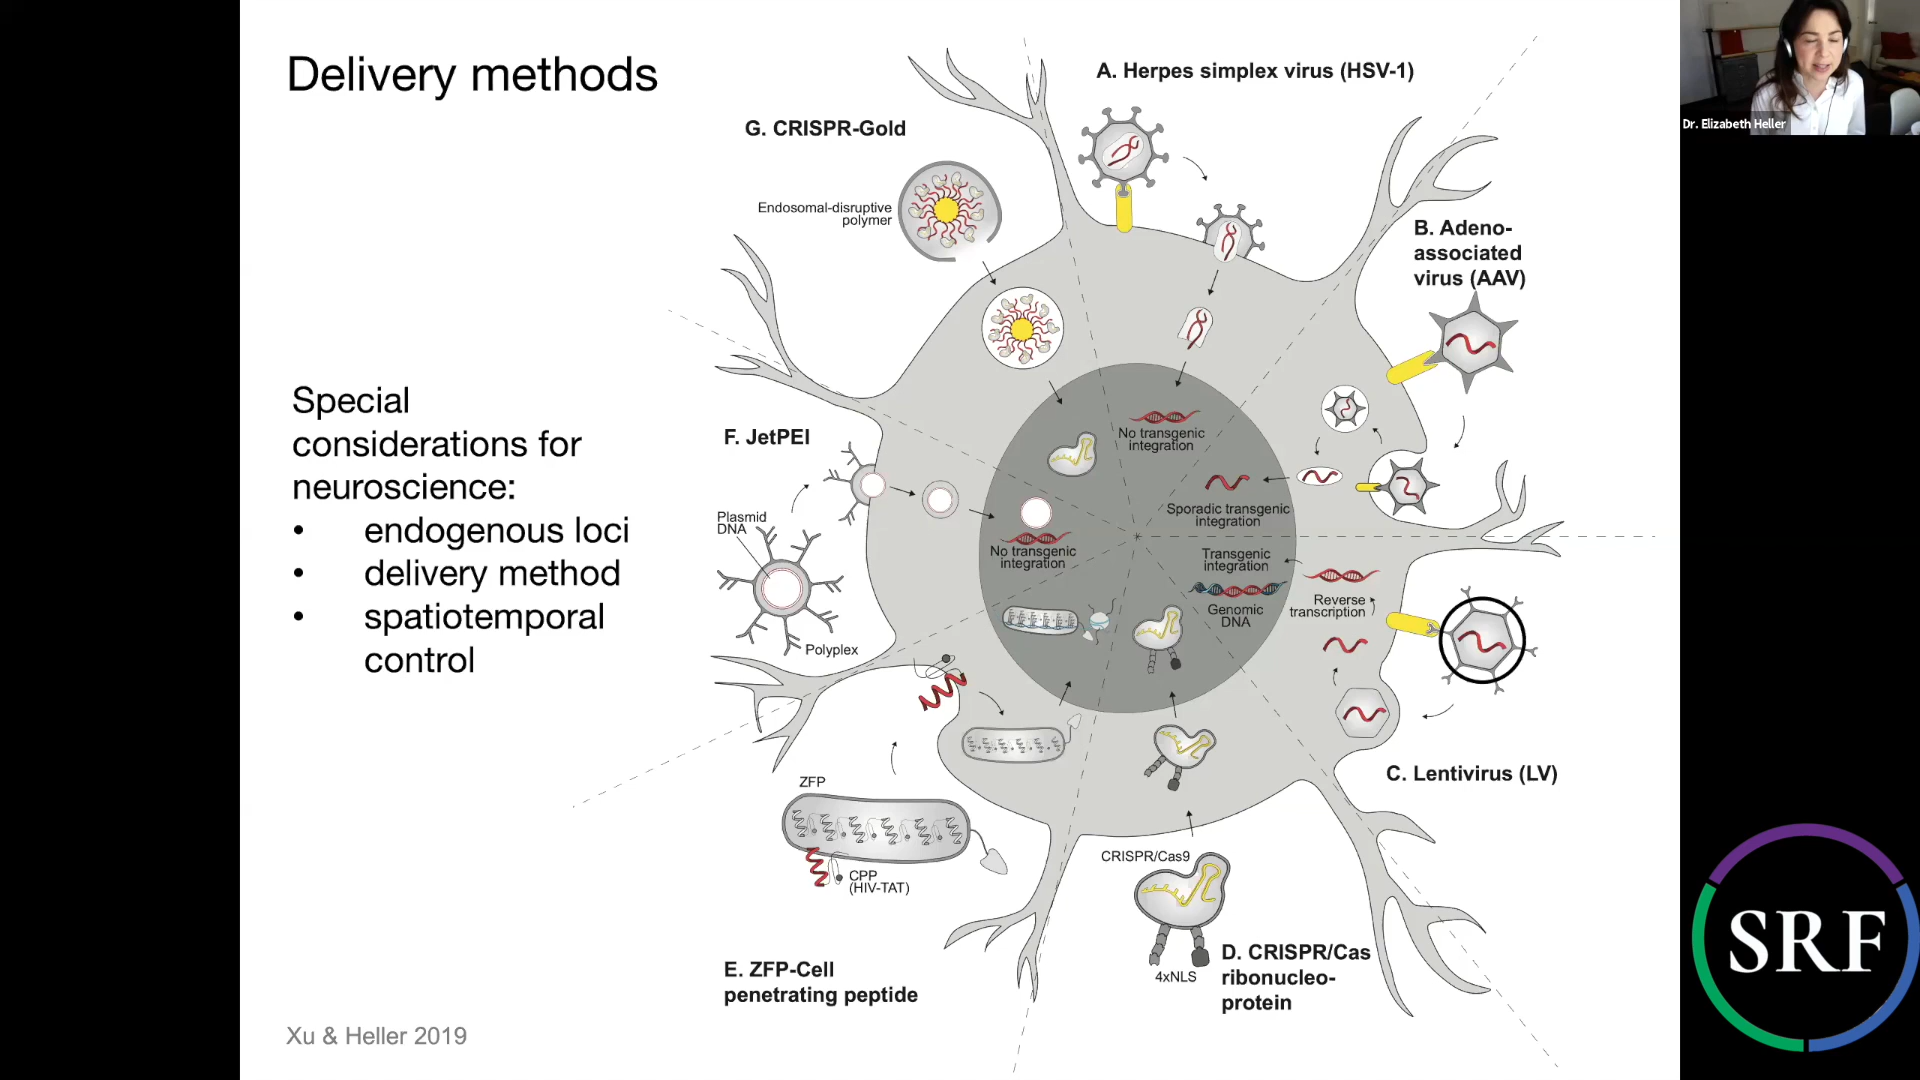 Delivery methods
Special
considerations for
neuroscience:
• endogenous loci
• delivery method
• spatiotemporal
control
Xu & Heller 2019
A. Herpes simplex virus (HSV-1)
No transgenic
integration
B. Adeno-
associated
virus (AAV)
Sporadic transgenic
integration
Transgenic
integration
Genomic
DNA
Reverse
transcription
C. Lentivirus (LV)
CRISPR/Cas9
4xNLS
D. CRISPR/Cas
ribonucleo-
protein
ZFP
CPP
(HIV-TAT)
E. ZFP-Cell
penetrating peptide
F. JetPEI
Plasmid
DNA
Polyplex
No transgenic
integration
G. CRISPR-Gold
Endosomal-disruptive
polymer
Dr. Elizabeth Heller
SRF